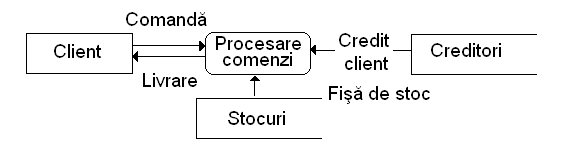 Comandă
Client
Procesare
comenzi
Credit
client
Creditori
Livrare
Fişă de stoc
Stocuri